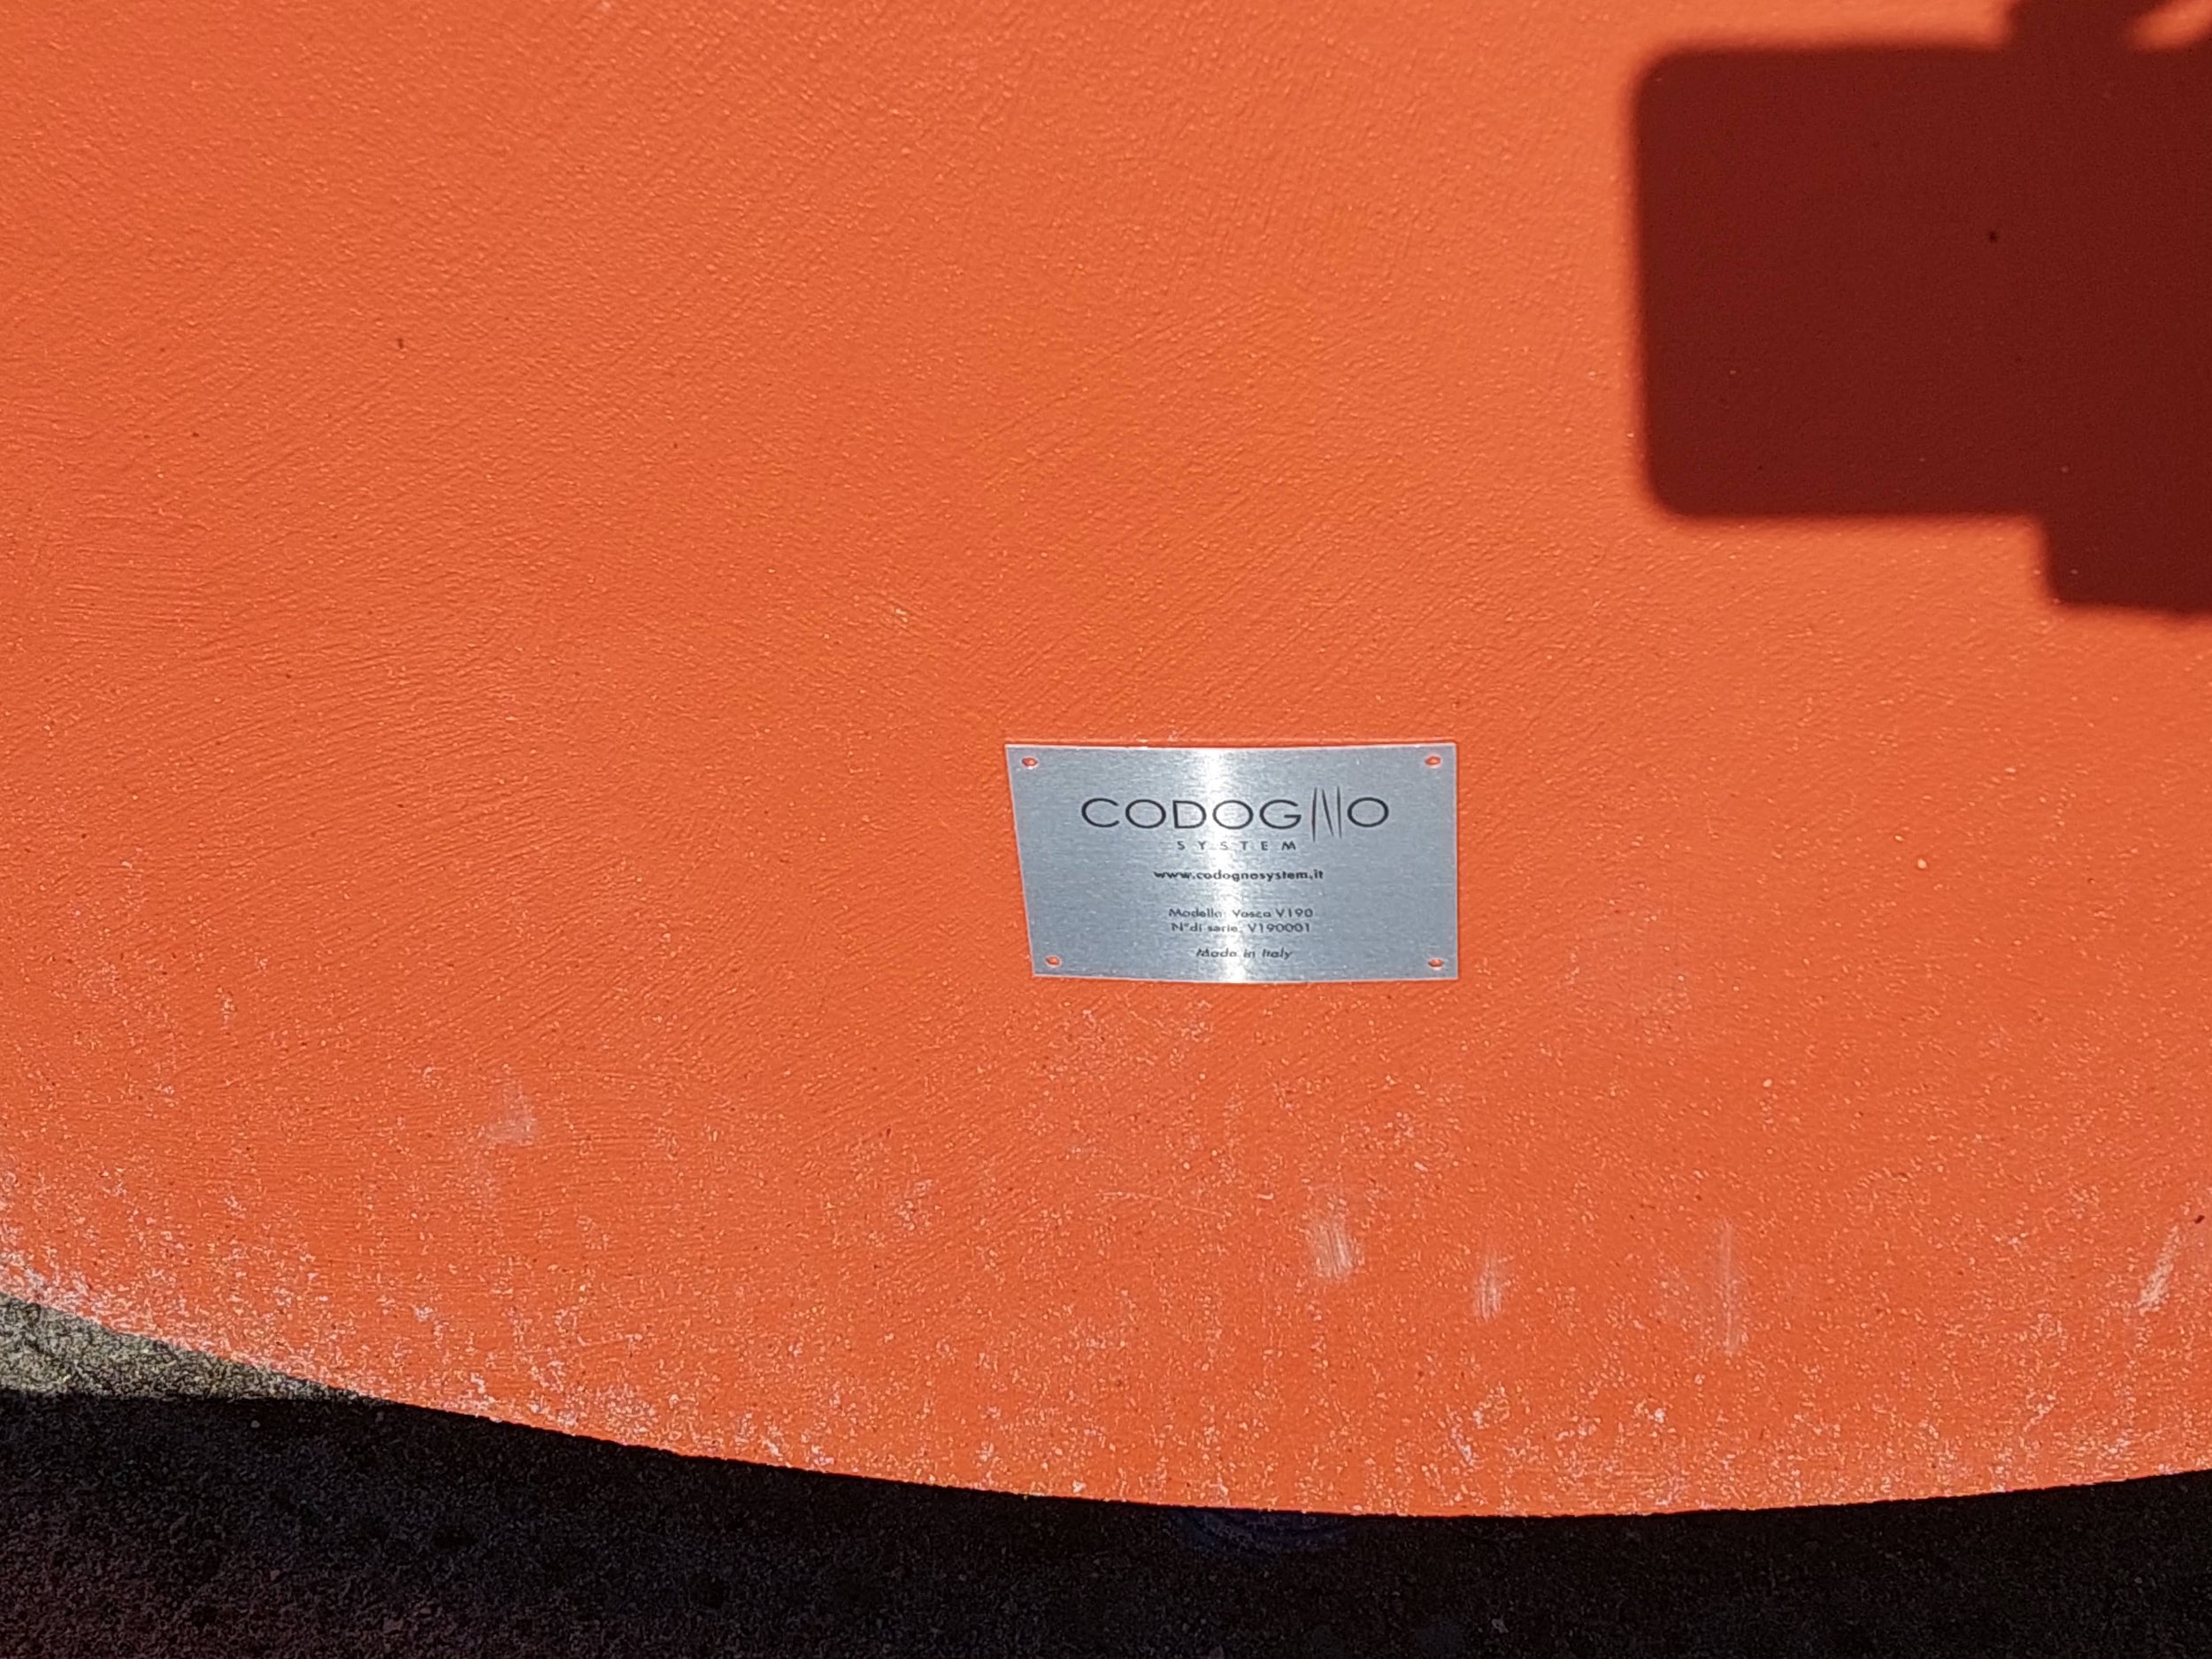 CODOGNO
SYSTEM
www.codognosystem.it
Modello: Vasca V190
N°di serie: V190001
Made in Italy